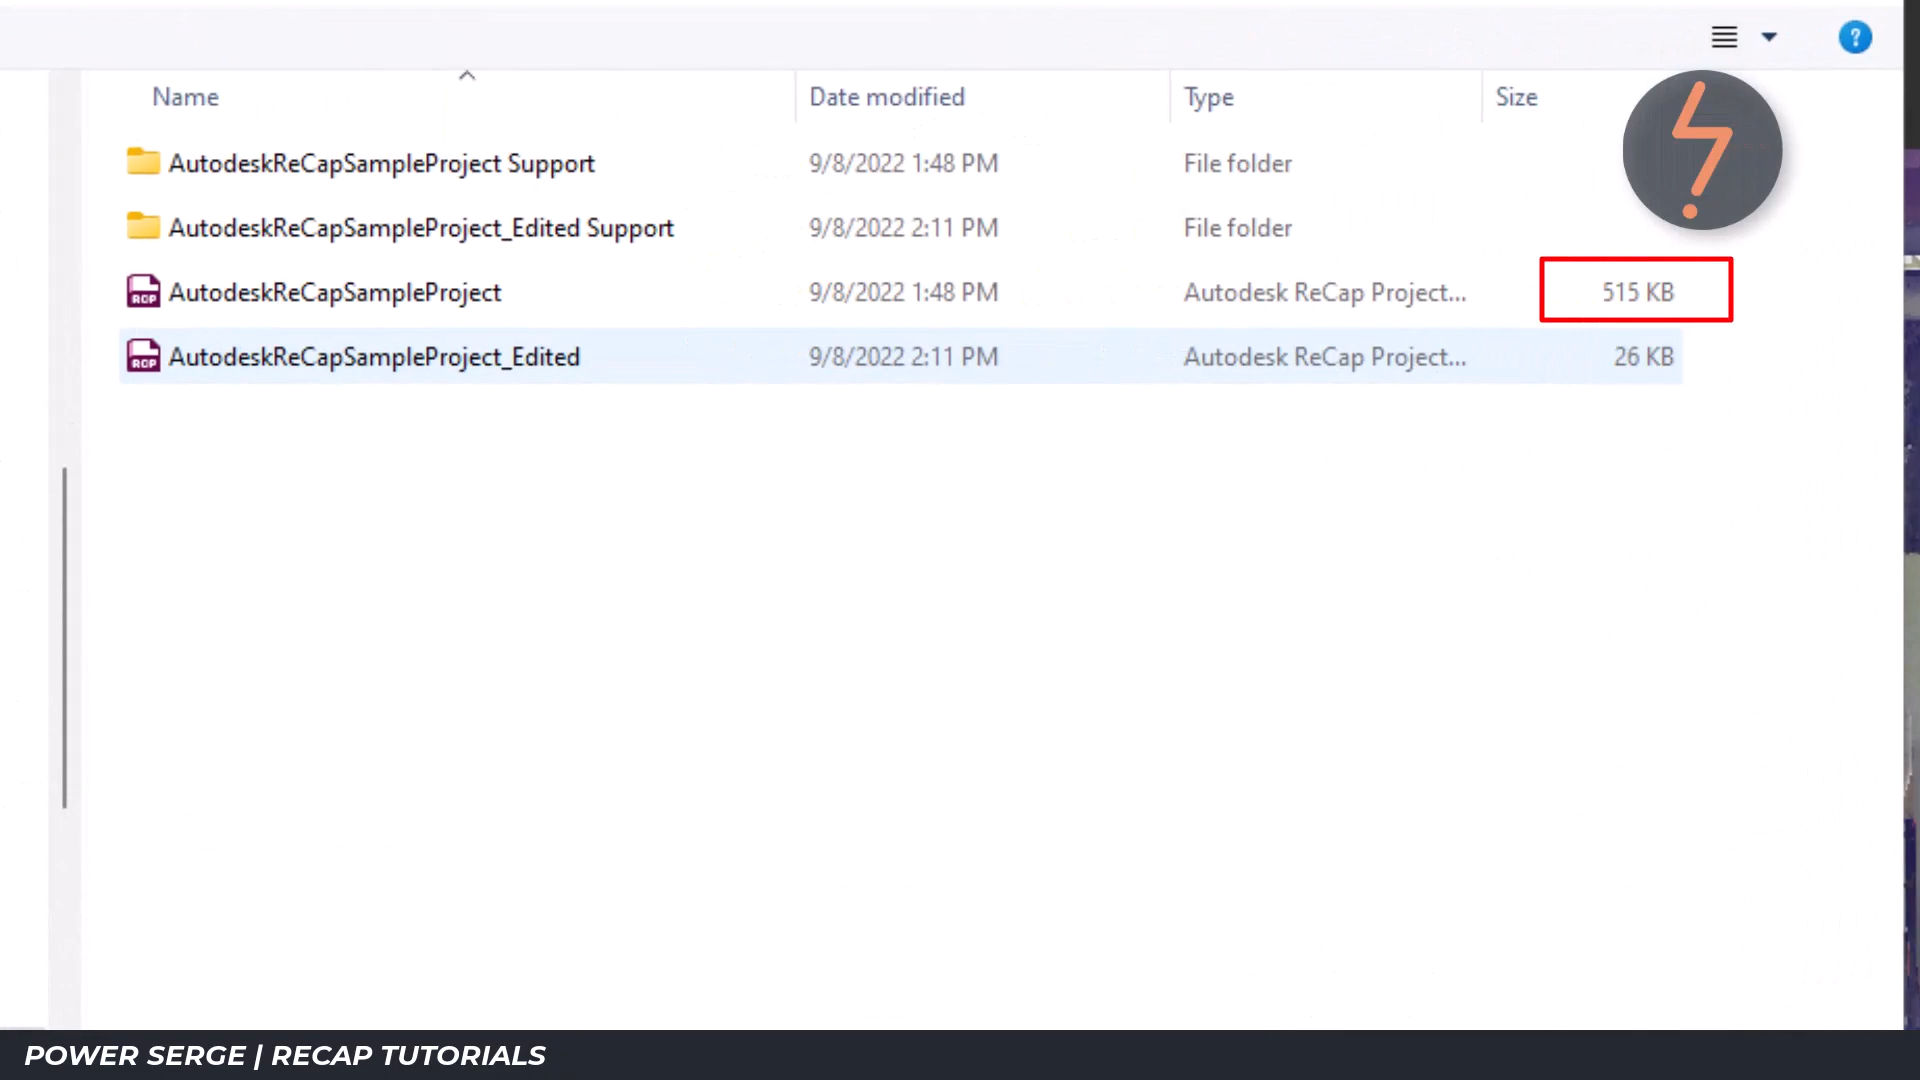 ?
Name Date modified Type Size
AutodeskReCapSampleProject Support 9/8/2022 1:48 PM File folder
AutodeskReCapSampleProject_Edited Support 9/8/2022 2:11 PM File folder
RCP AutodeskReCapSampleProject 9/8/2022 1:48 PM Autodesk ReCap Project... 515 KB
RCP AutodeskReCapSampleProject_Edited 9/8/2022 2:11 PM Autodesk ReCap Project... 26 KB
POWER SERGE | RECAP TUTORIALS